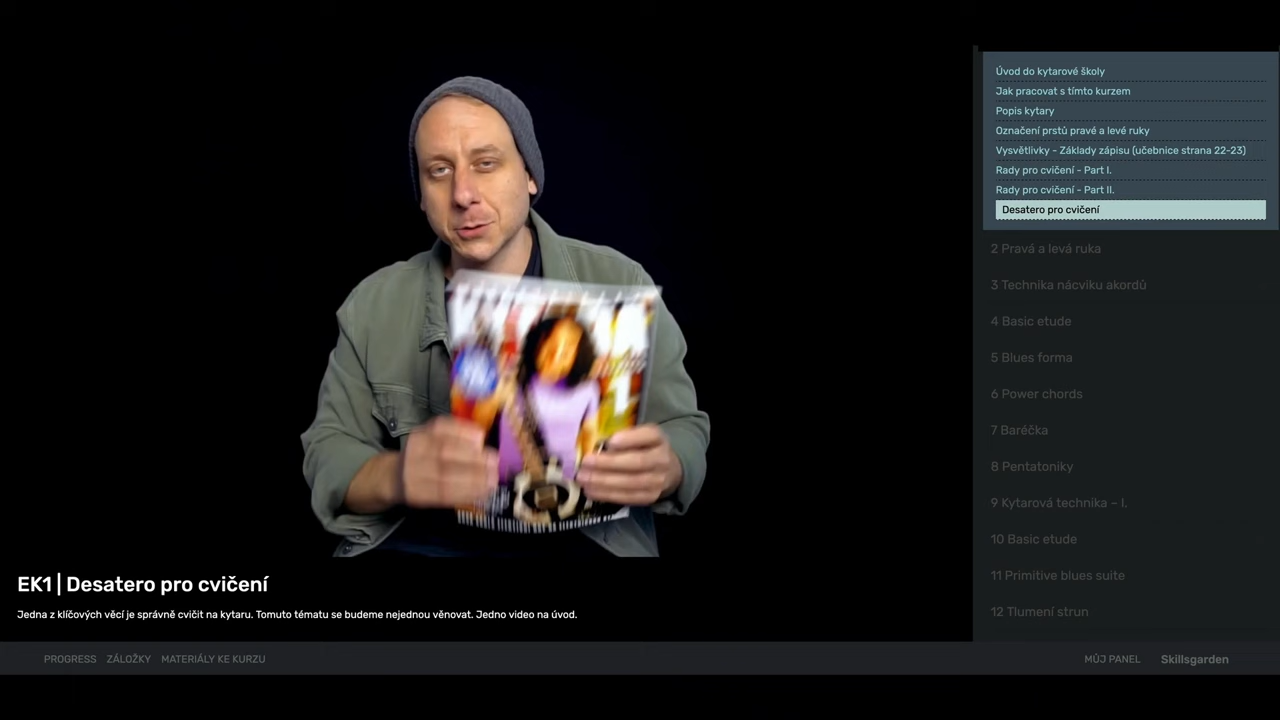 Úvod do kytarové školy
Jak pracovat s tímto kurzem
Popis kytary
Označení prstů pravé a levé ruky
Vysvětlivky - Základy zápisu (učebnice strana 22-23)
Rady pro cvičení - Part I.
Rady pro cvičení - Part II.
Desatero pro cvičení
2 Pravá a levá ruka
3 Technika nácviku akordů
4 Basic etude
5 Blues forma
6 Power chords
7 Baréčka
8 Pentatoniky
9 Kytarová technika – I.
10 Basic etude
11 Primitive blues suite
12 Tlumení strun
1
EK1 | Desatero pro cvičení
Jedna z klíčových věcí je správně cvičit na kytaru. Tomuto tématu se budeme nejednou věnovat. Jedno video na úvod.
PROGRESS ZÁLOŽKY MATERIÁLY KE KURZU MŮJ PANEL Skillsgarden